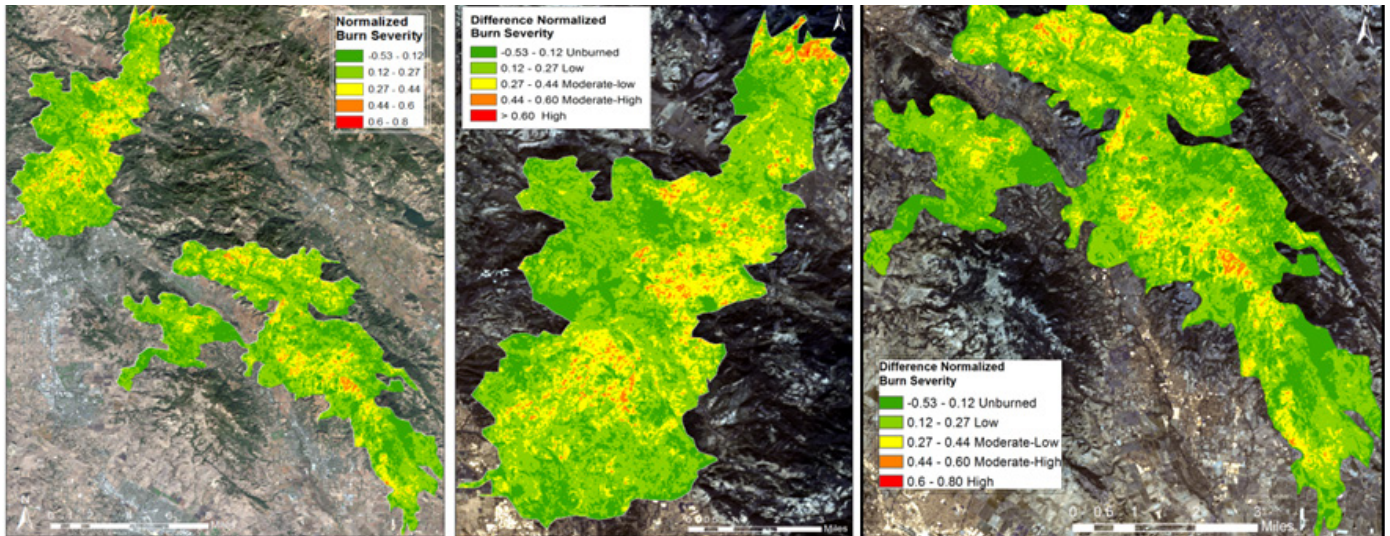 Normalized
Burn Severity
-0.53 - 0.12
0.12 - 0.27
0.27 - 0.44
0.44 - 0.6
0.6 - 0.8
N
Miles
Difference Normalized
Burn Severity
-0.53 - 0.12 Unburned
0.12 - 0.27 Low
0.27 - 0.44 Moderate-low
0.44 - 0.60 Moderate-High
> 0.60 High
N
Miles
N
Difference Normalized
Burn Severity
-0.53 - 0.12 Unburned
0.12 - 0.27 Low
0.27 - 0.44 Moderate-Low
0.44 - 0.60 Moderate-High
0.6 - 0.80 High
0 0.5 1 2 3
Miles